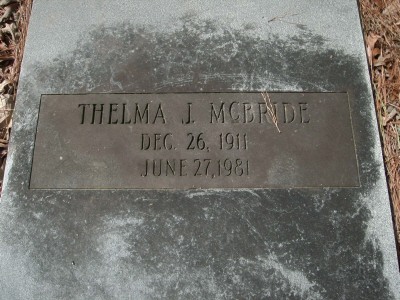 THELMA J. MCBRIDE
DEC. 26, 1911
JUNE 27, 1981